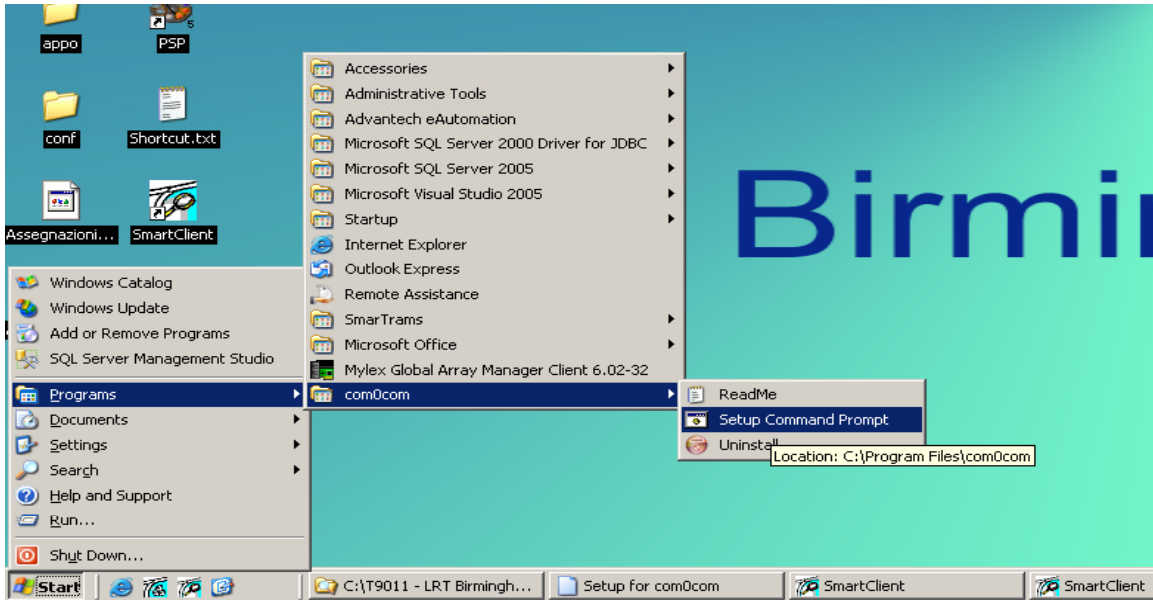 appo
PSP
5
conf
Shortcut.txt
Assegnazioni...
SmartClient
Birmi
Windows Catalog
Windows Update
Add or Remove Programs
SQL Server Management Studio
Programs
Documents
Settings
Search
Help and Support
Run...
Shut Down...
Accessories
Administrative Tools
Advantech eAutomation
Microsoft SQL Server 2000 Driver for JDBC
Microsoft SQL Server 2005
Microsoft Visual Studio 2005
Startup
Internet Explorer
Outlook Express
Remote Assistance
SmarTrams
Microsoft Office
Mylex Global Array Manager Client 6.02-32
com0com
ReadMe
Setup Command Prompt
Uninstall
Location: C:\Program Files\com0com
Start
C:\T9011 - LRT Birmingh...
Setup for com0com
SmartClient
SmartClient